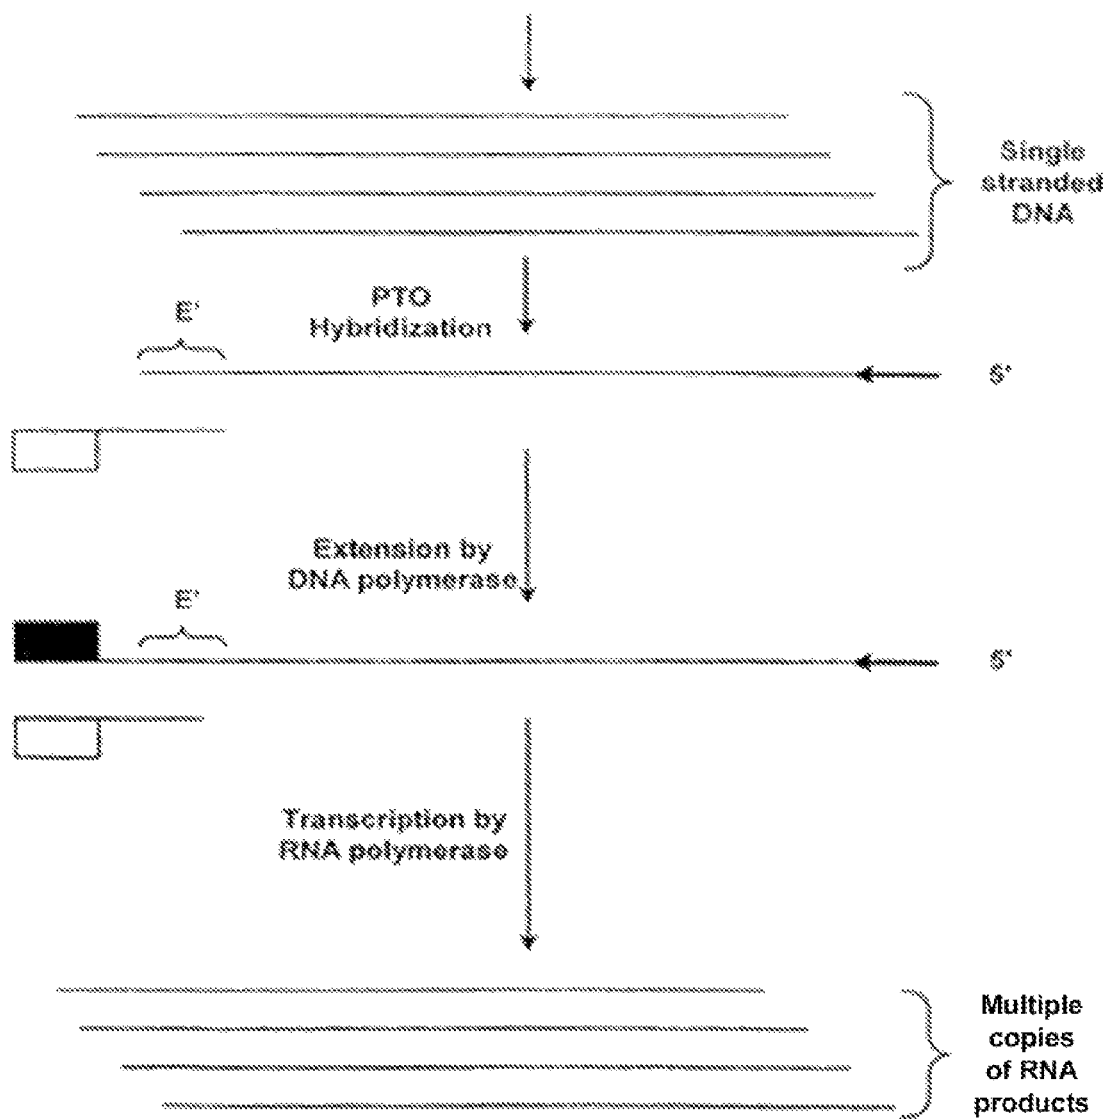 Single
stranded
DNA
PTO
Hybridization
E'
5'
Extension by
DNA polymerase
E'
5'
Transcription by
RNA polymerase
Multiple
copies
of RNA
products